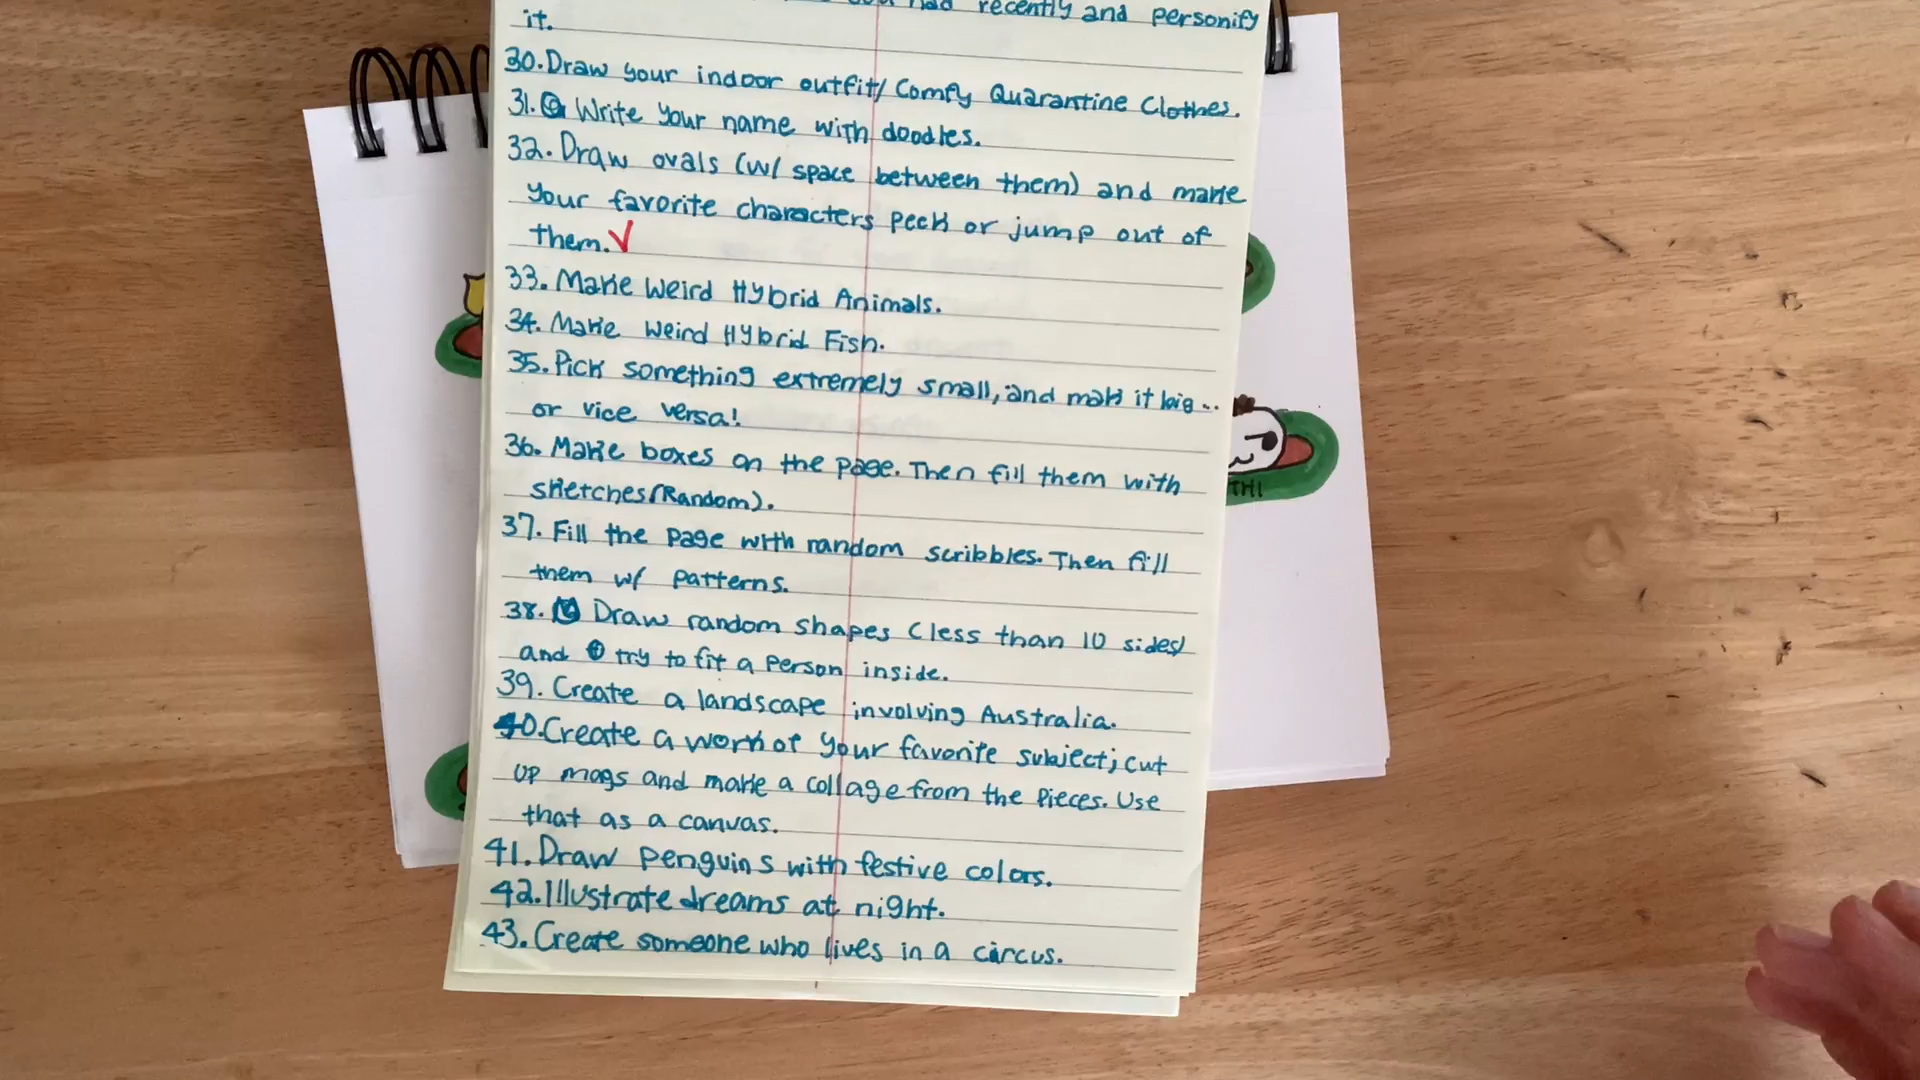 had recently and personify
it.
30. Draw your indoor outfit/ Comfy Quarantine Clothes.
31. Write your name with doodles.
32. Draw ovals (w/ space between them) and make
your favorite characters peek or jump out of
them. √
33. Make Weird Hybrid Animals.
34. Make Weird Hybrid Fish.
35. Pick something extremely small, and mak it big..
or vice versa!
36. Make boxes on the page. Then fill them with
sketches (Random).
37. Fill the page with random scribbles. Then fill
them w/ patterns.
38. Draw random shapes (less than 10 sides)
and try to fit a person inside.
39. Create a landscape involving Australia.
40. Create a work of your favorite subject; cut
up mags and make a collage from the pieces. Use
that as a canvas.
41. Draw penguins with festive colors.
42. Illustrate dreams at night.
43. Create someone who lives in a circus.